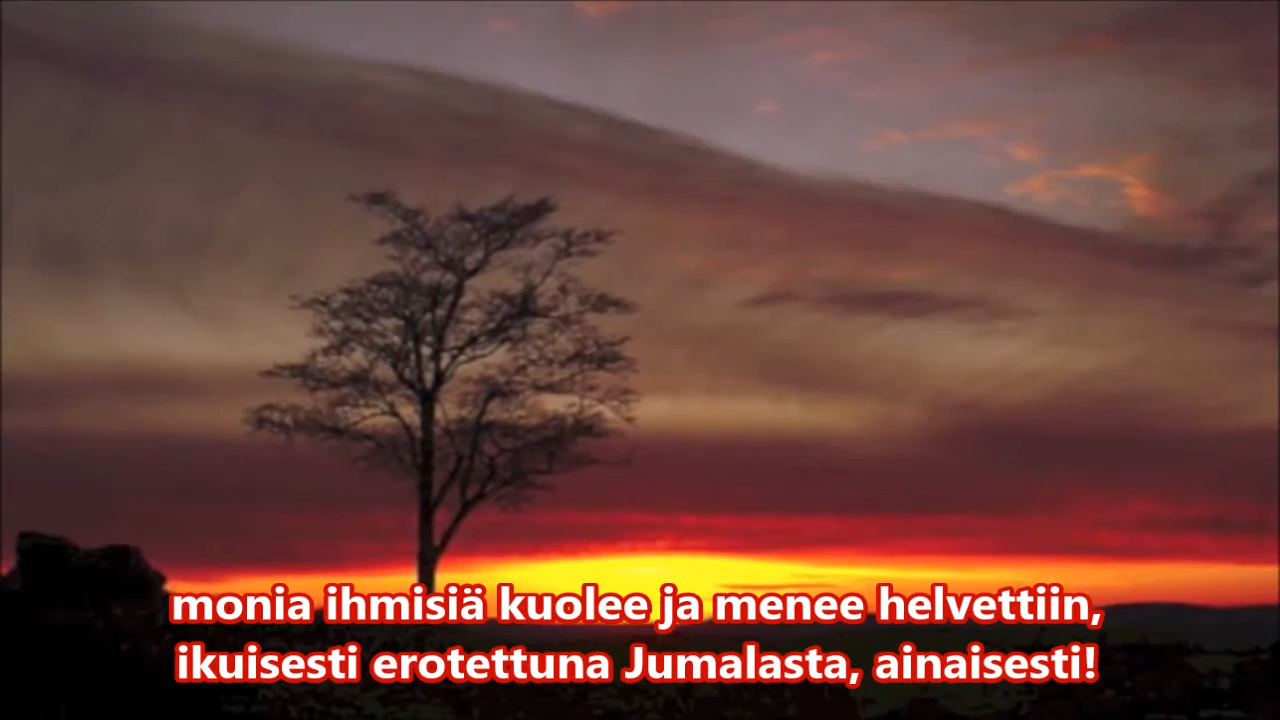 monia ihmisiä kuolee ja menee helvettiin,
ikuisesti erotettuna Jumalasta, ainaisesti!